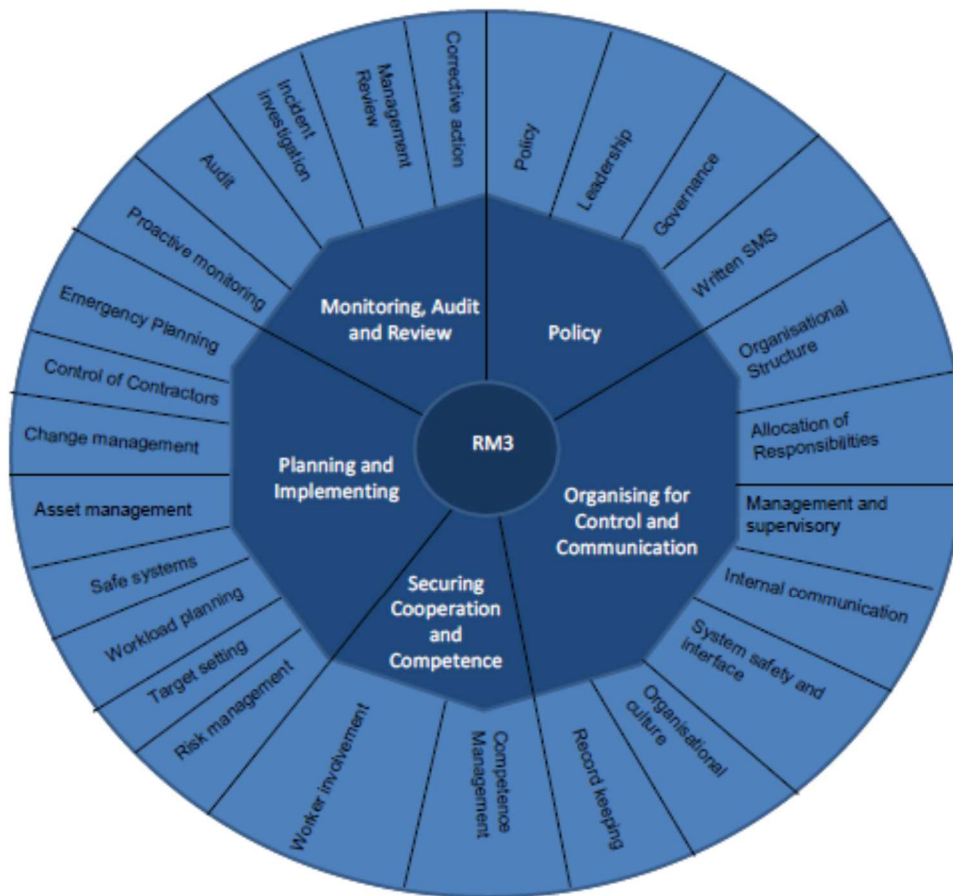 RM3
Policy
Organising for
Control and
Communication
Securing
Cooperation
and
Competence
Planning and
Implementing
Monitoring, Audit
and Review
Policy
Leadership
Governance
Written SMS
Organisational
Structure
Allocation of
Responsibilities
Management and
supervisory
Internal communication
System safety and
interface
Organisational
culture
Record keeping
Competence
Management
Worker involvement
Risk management
Target setting
Workload planning
Safe systems
Asset management
Change management
Control of Contractors
Emergency Planning
Proactive monitoring
Audit
Incident
investigation
Management
Review
Corrective action